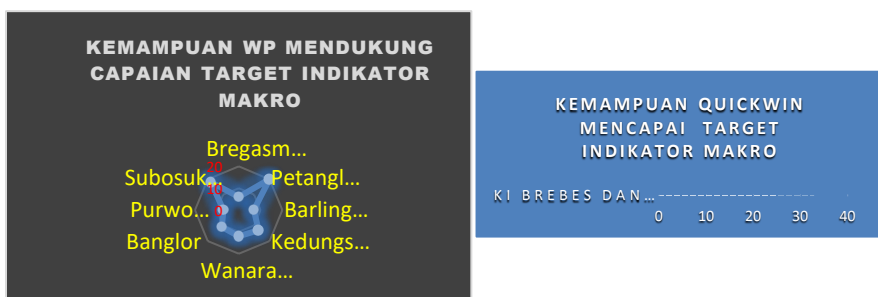 KEMAMPUAN WP MENDUKUNG
CAPAIAN TARGET INDIKATOR
MAKRO
Bregasm...
Petangl...
Barling...
Kedungs...
Wanara...
Banglor
Purwo...
Subosuk...
20
10
0
KEMAMPUAN QUICKWIN
MENCAPAI TARGET
INDIKATOR MAKRO
KI BREBES DAN...
0 10 20 30 40